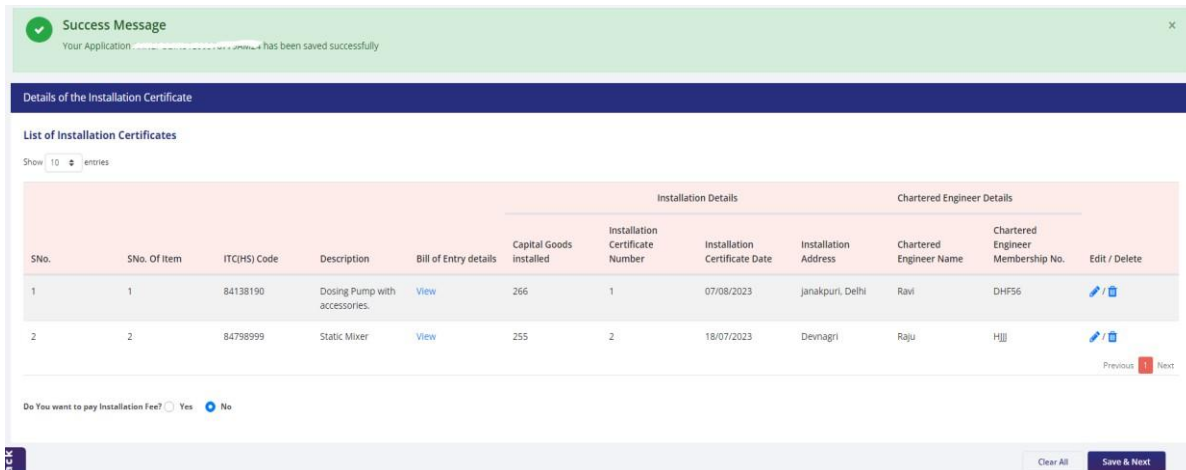 Success Message
Your Application has been saved successfully
Details of the Installation Certificate
List of Installation Certificates
Show 10 entries
Installation Details Chartered Engineer Details
SNo. SNo. Of Item ITC(HS) Code Description Bill of Entry details Capital Goods installed Installation Certificate Number Installation Certificate Date Installation Address Chartered Engineer Name Chartered Engineer Membership No. Edit / Delete
1 1 84138190 Dosing Pump with accessories. View 266 1 07/08/2023 janakpuri, Delhi Ravi DHF56 /
2 2 84798999 Static Mixer View 255 2 18/07/2023 Devnagri Raju HJJJ /
Previous 1 Next
Do You want to pay Installation Fee? Yes No
Clear All Save & Next